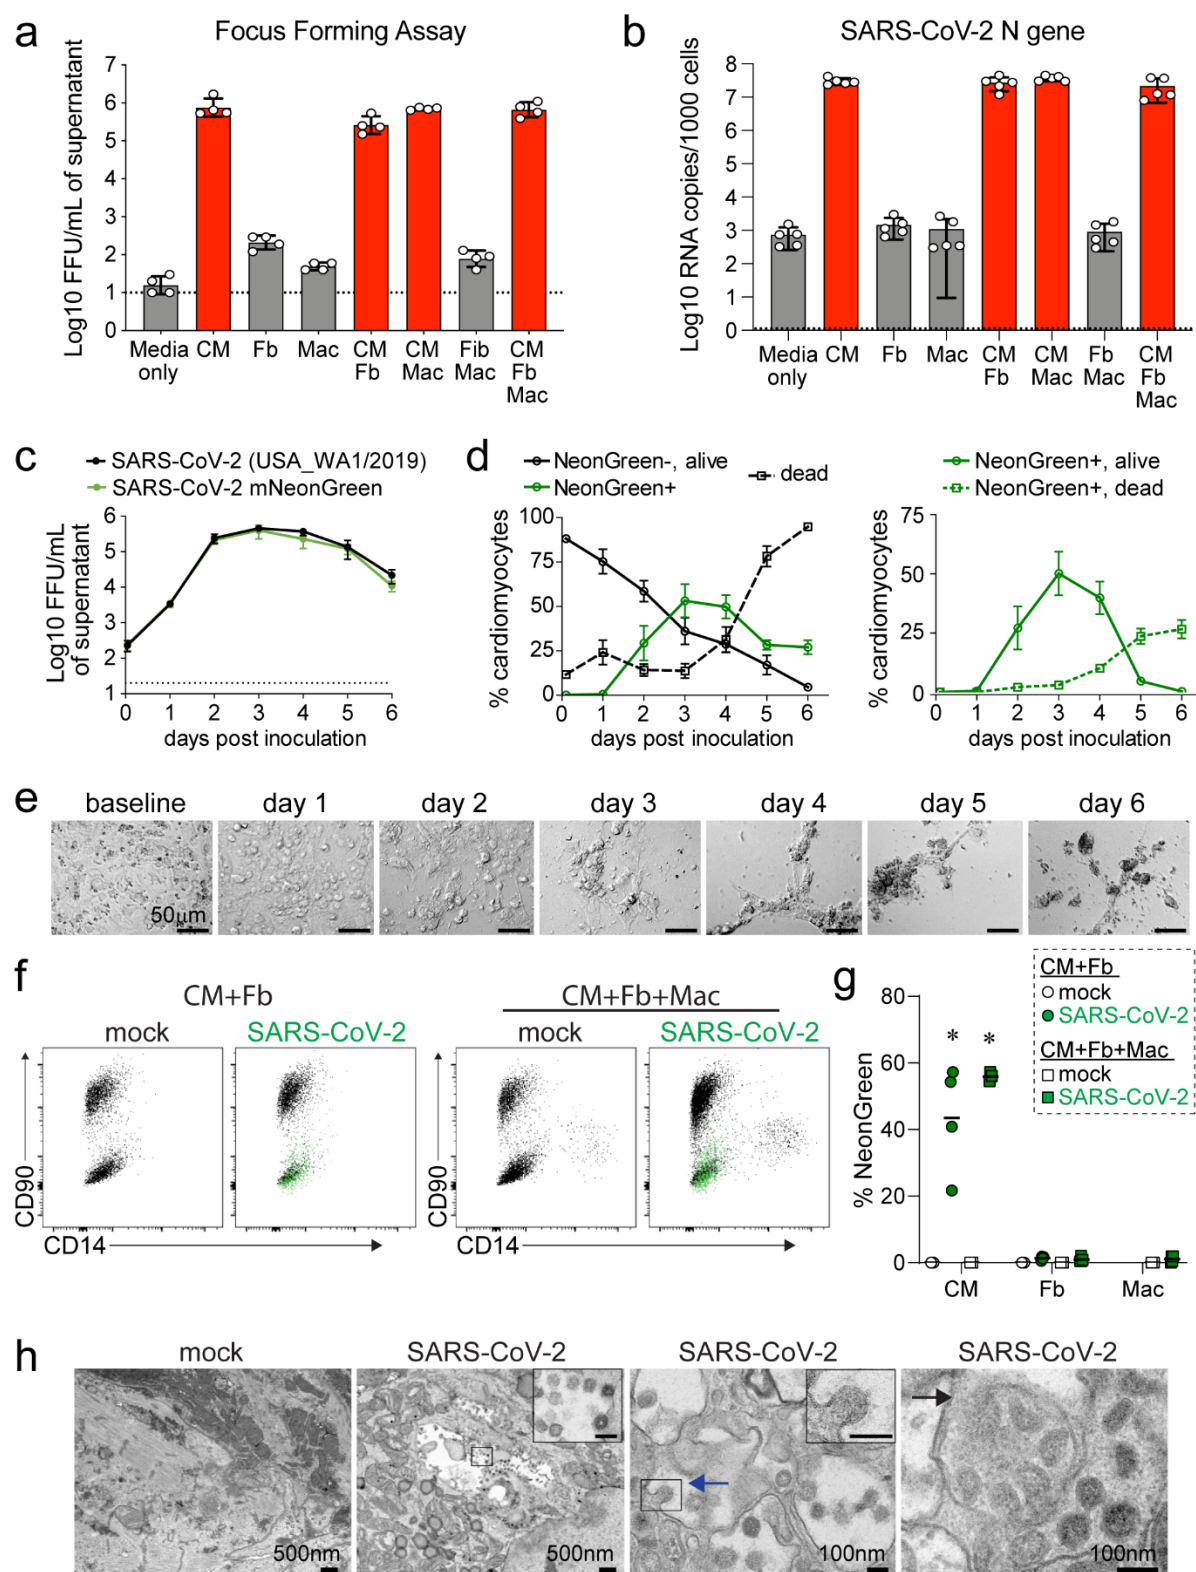 a
Focus Forming Assay
Log10 FFU/mL of supernatant
7
6
5
4
3
2
1
0
Media only
CM
Fb
Mac
CM Fb
CM Mac
Fib Mac
CM Fb Mac
b
SARS-CoV-2 N gene
Log10 RNA copies/1000 cells
8
7
6
5
4
3
2
1
0
Media only
CM
Fb
Mac
CM Fb
CM Mac
Fb Mac
CM Fb Mac
c
SARS-CoV-2 (USA_WA1/2019)
SARS-CoV-2 mNeonGreen
Log10 FFU/mL
of supernatant
6
5
4
3
2
1
0 1 2 3 4 5 6
days post inoculation
d
NeonGreen-, alive
NeonGreen+
dead
% cardiomyocytes
100
75
50
25
0
0 1 2 3 4 5 6
days post inoculation
NeonGreen+, alive
NeonGreen+, dead
% cardiomyocytes
75
50
25
0
0 1 2 3 4 5 6
days post inoculation
e
baseline day 1 day 2 day 3 day 4 day 5 day 6
50µm
f
CM+Fb
mock SARS-CoV-2
CM+Fb+Mac
mock SARS-CoV-2
CD90
CD14
CD90
CD14
g
% NeonGreen
80
60
40
20
0
* *
CM Fb Mac
CM+Fb
mock
SARS-CoV-2
CM+Fb+Mac
mock
SARS-CoV-2
h
mock SARS-CoV-2 SARS-CoV-2 SARS-CoV-2
500nm 500nm 100nm 100nm